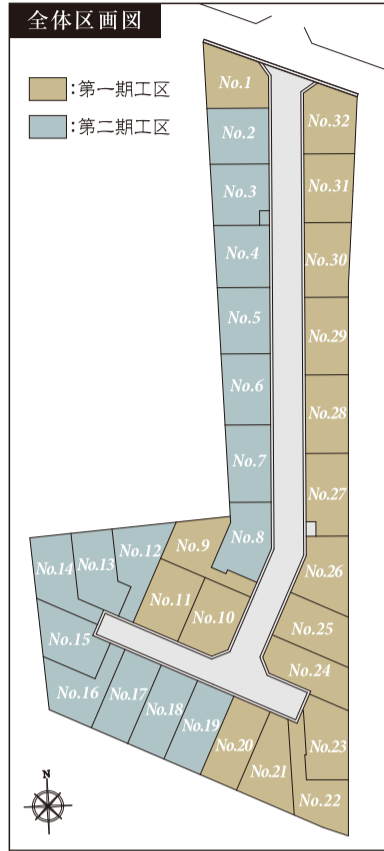 全体区画図
:第一期工区
:第二期工区
No.1
No.2
No.3
No.4
No.5
No.6
No.7
No.8
No.9
No.10
No.11
No.12
No.13
No.14
No.15
No.16
No.17
No.18
No.19
No.20
No.21
No.22
No.23
No.24
No.25
No.26
No.27
No.28
No.29
No.30
No.31
No.32
N